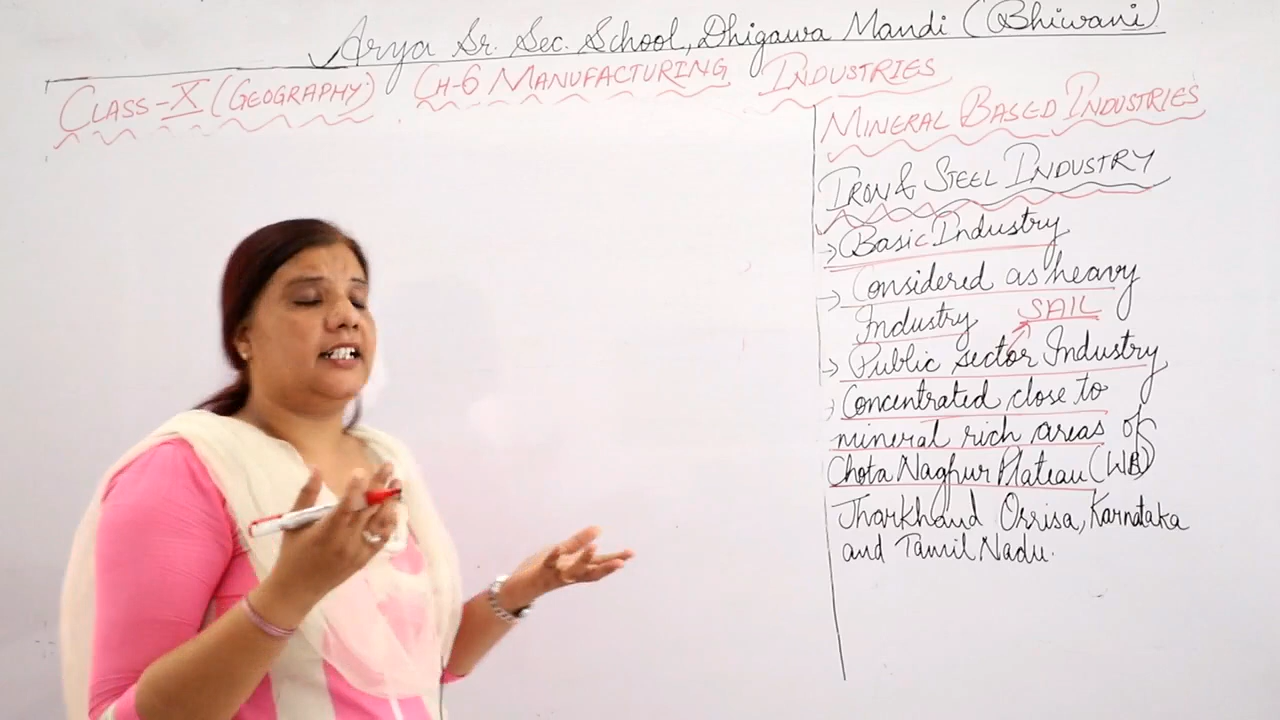 Arya Sr. Sec. School, Dhigawa Mandi (Bhiwani)
CLASS-X (GEOGRAPHY) CH-6 MANUFACTURING INDUSTRIES
MINERAL BASED INDUSTRIES
IRON & STEEL INDUSTRY
→ Basic Industry
→ Considered as heavy
Industry SAIL
→ Public sector Industry
→ Concentrated close to
mineral rich areas of
Chota Nagpur Plateau (WB)
Jharkhand Orrisa, Karnataka
and Tamil Nadu.